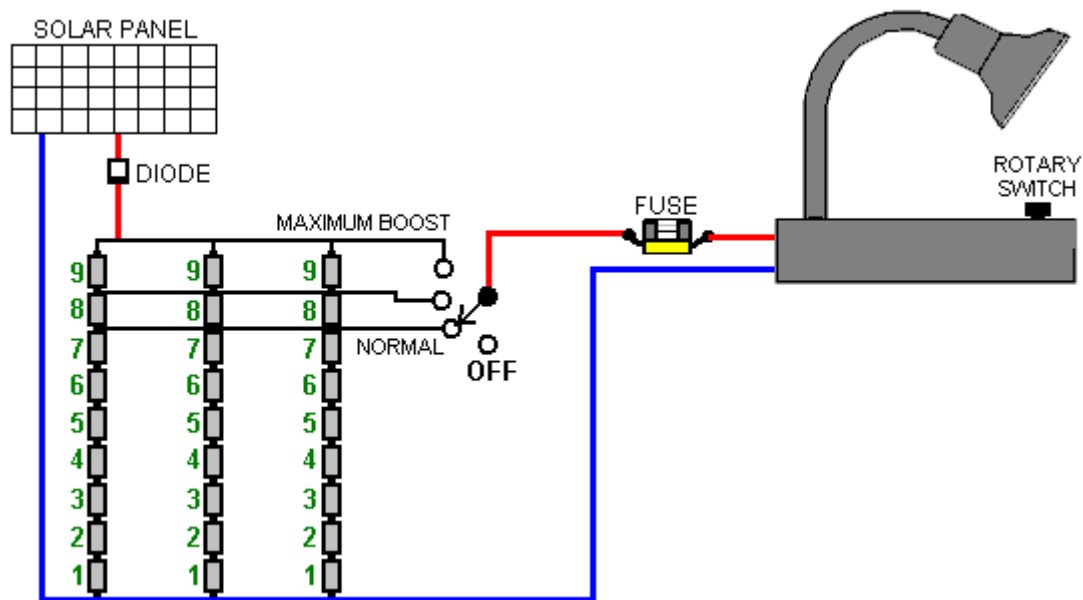 SOLAR PANEL
DIODE
ROTARY
SWITCH
FUSE
MAXIMUM BOOST
9 9 9
8 8 8
7 7 7
NORMAL
OFF
6 6 6
5 5 5
4 4 4
3 3 3
2 2 2
1 1 1